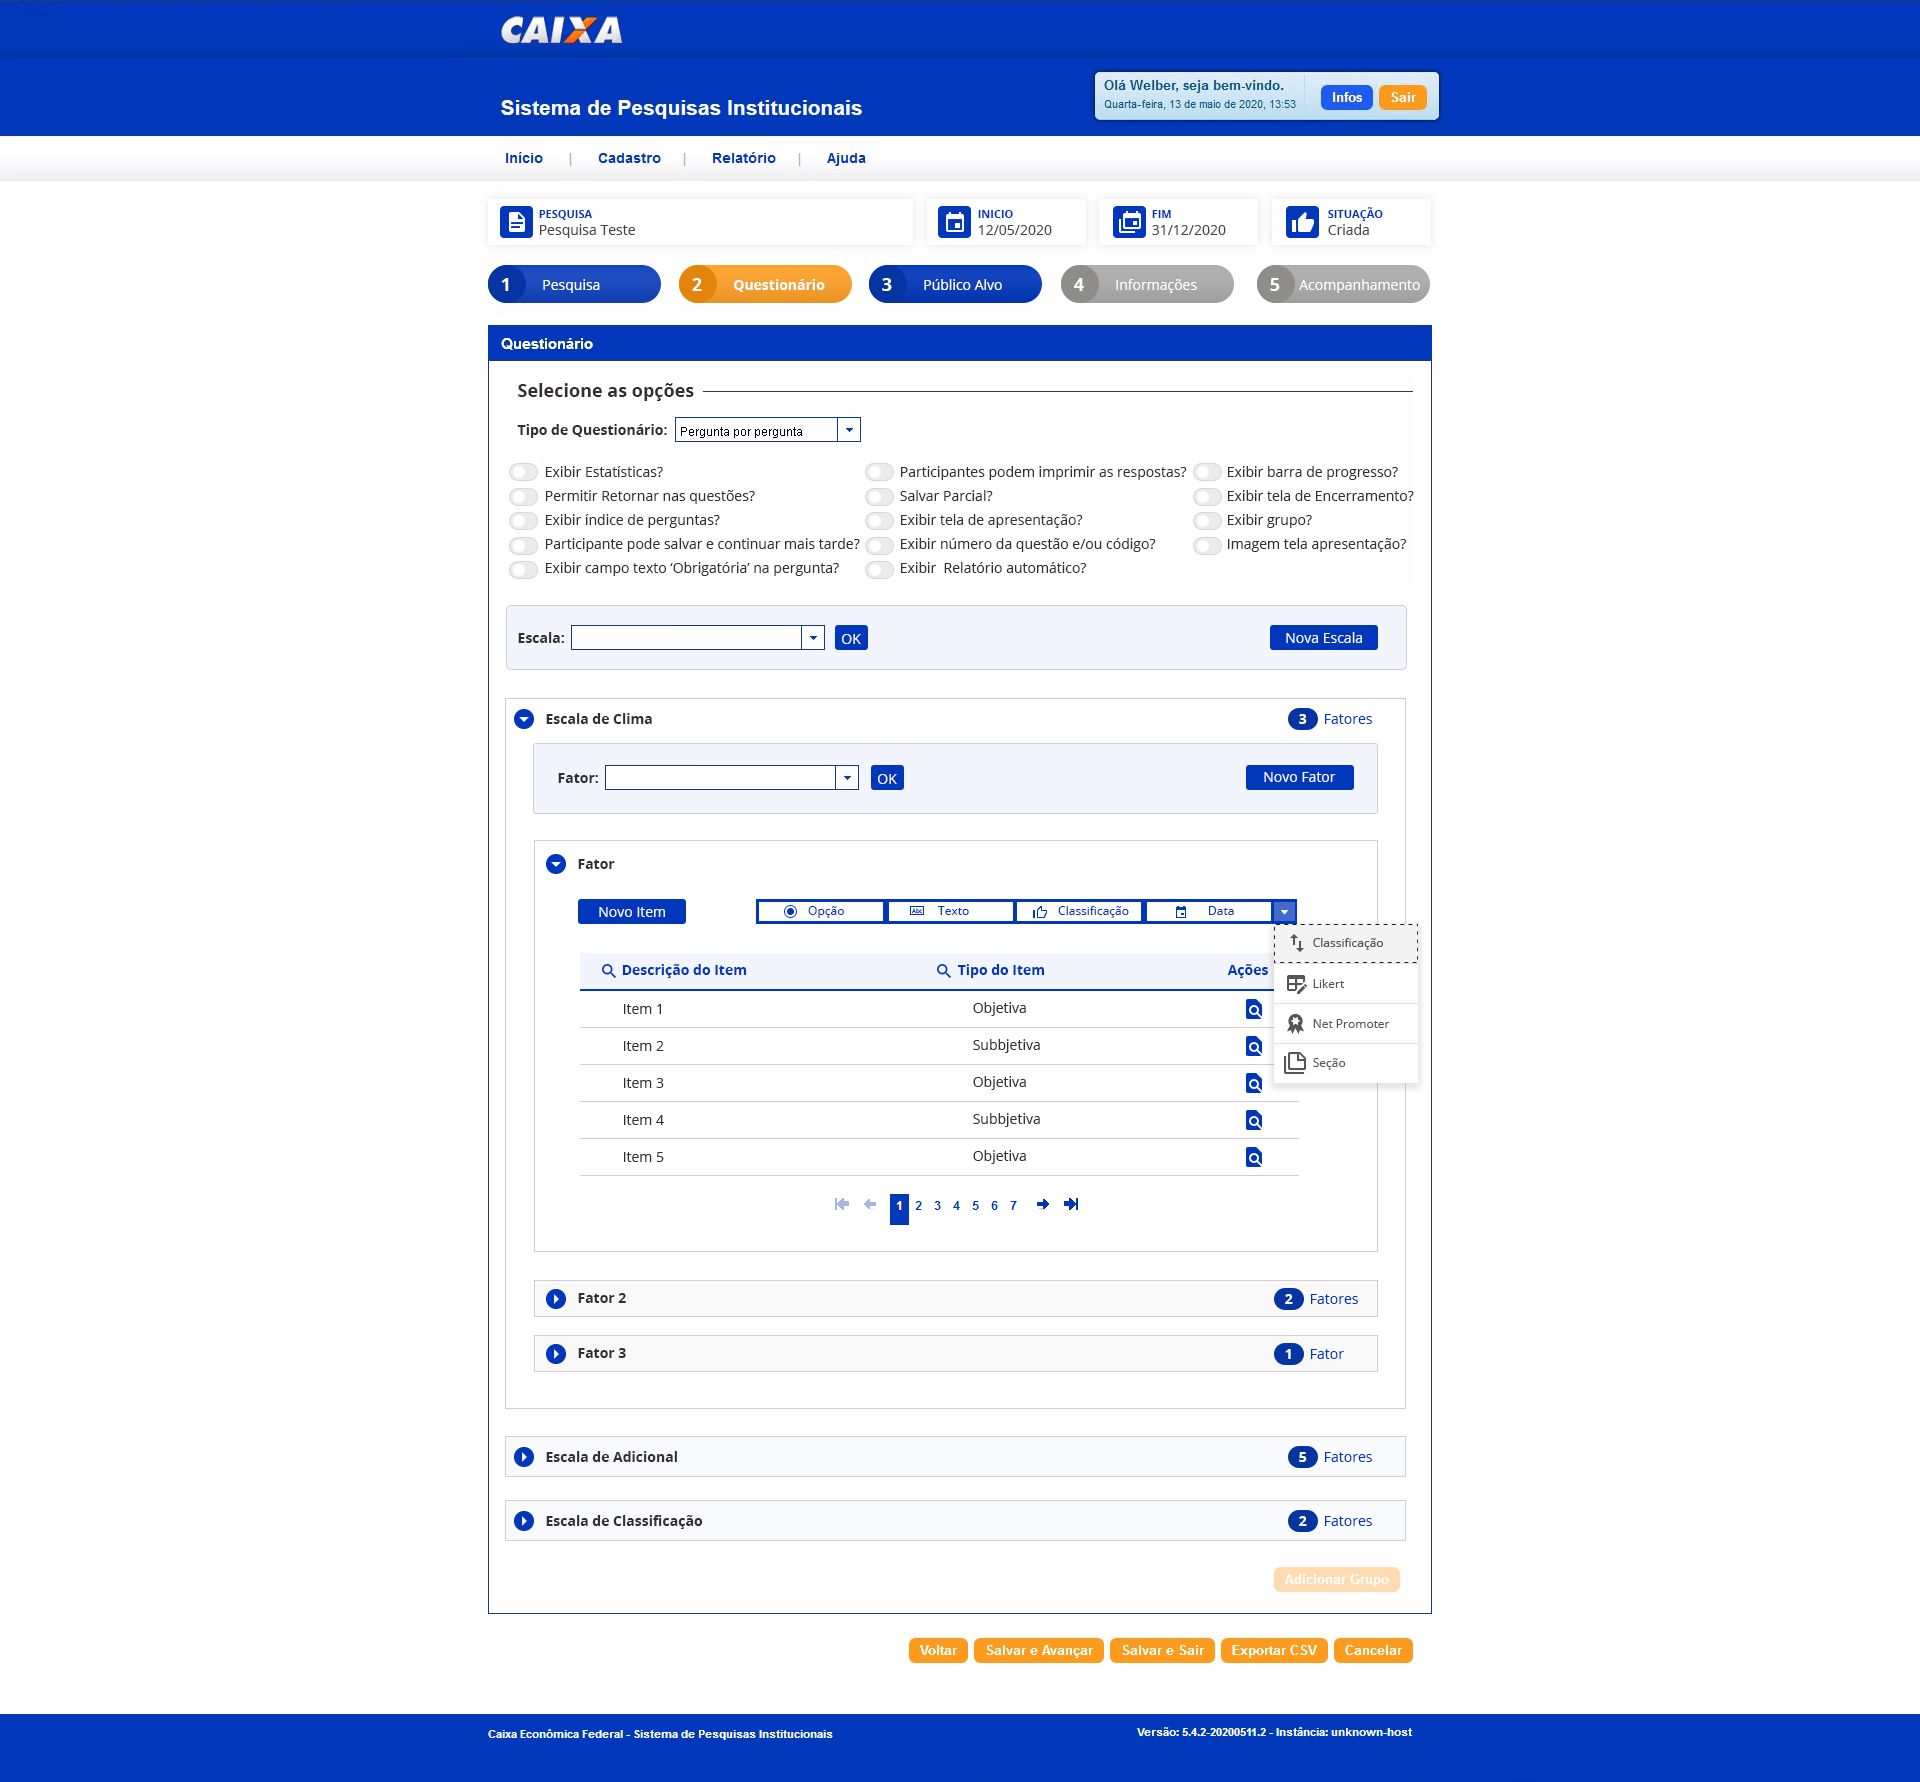 CAIXA
Sistema de Pesquisas Institucionais
Olá Welber, seja bem-vindo.
Quarta-feira, 13 de maio de 2020, 13:53
Infos
Sair
Início | Cadastro | Relatório | Ajuda
PESQUISA
Pesquisa Teste
INICIO
12/05/2020
FIM
31/12/2020
SITUAÇÃO
Criada
1 Pesquisa
2 Questionário
3 Público Alvo
4 Informações
5 Acompanhamento
Questionário
Selecione as opções
Tipo de Questionário: Pergunta por pergunta
Exibir Estatísticas? Participantes podem imprimir as respostas? Exibir barra de progresso?
Permitir Retornar nas questões? Salvar Parcial? Exibir tela de Encerramento?
Exibir índice de perguntas? Exibir tela de apresentação? Exibir grupo?
Participante pode salvar e continuar mais tarde? Exibir número da questão e/ou código? Imagem tela apresentação?
Exibir campo texto ‘Obrigatória’ na pergunta? Exibir Relatório automático?
Escala: OK Nova Escala
Escala de Clima 3 Fatores
Fator: OK Novo Fator
Fator
Novo Item Opção Abc Texto Classificação Data
Classificação
Likert
Net Promoter
Seção
Descrição do Item Tipo do Item Ações
Item 1 Objetiva
Item 2 Subbjetiva
Item 3 Objetiva
Item 4 Subbjetiva
Item 5 Objetiva
1 2 3 4 5 6 7
Fator 2 2 Fatores
Fator 3 1 Fator
Escala de Adicional 5 Fatores
Escala de Classificação 2 Fatores
Adicionar Grupo
Voltar Salvar e Avançar Salvar e Sair Exportar CSV Cancelar
Caixa Econômica Federal - Sistema de Pesquisas Institucionais
Versão: 5.4.2-20200511.2 - Instância: unknown-host